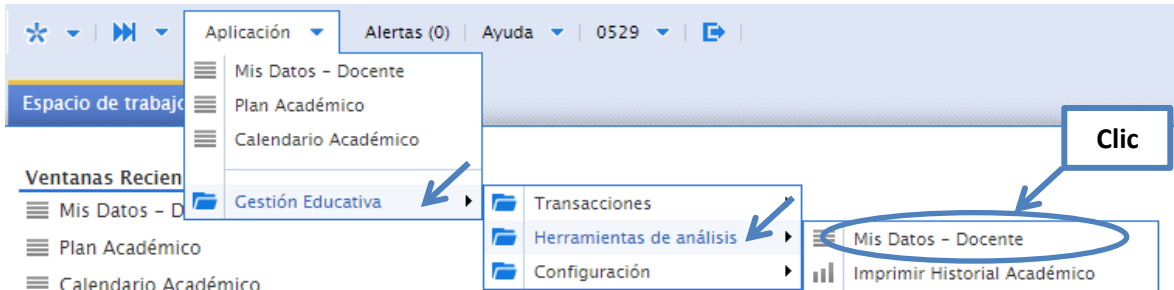 Aplicación
Alertas (0)
Ayuda
0529
Mis Datos - Docente
Plan Académico
Calendario Académico
Gestión Educativa
Espacio de trabajo
Ventanas Recien
Mis Datos - D
Plan Académico
Calendario Académico
Transacciones
Herramientas de análisis
Configuración
Mis Datos - Docente
Imprimir Historial Académico
Clic